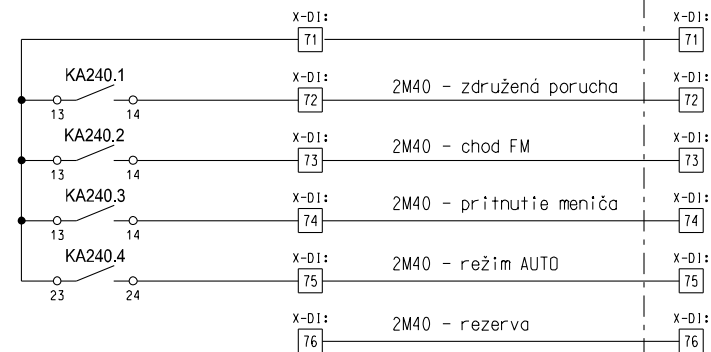 X-DI: X-DI:
71 71
KA240.1 X-DI: 2M40 - združená porucha X-DI:
13 14 72 72
KA240.2 X-DI: 2M40 - chod FM X-DI:
13 14 73 73
KA240.3 X-DI: 2M40 - pritnutie meniča X-DI:
13 14 74 74
KA240.4 X-DI: 2M40 - režim AUTO X-DI:
23 24 75 75
X-DI: 2M40 - rezerva X-DI:
76 76